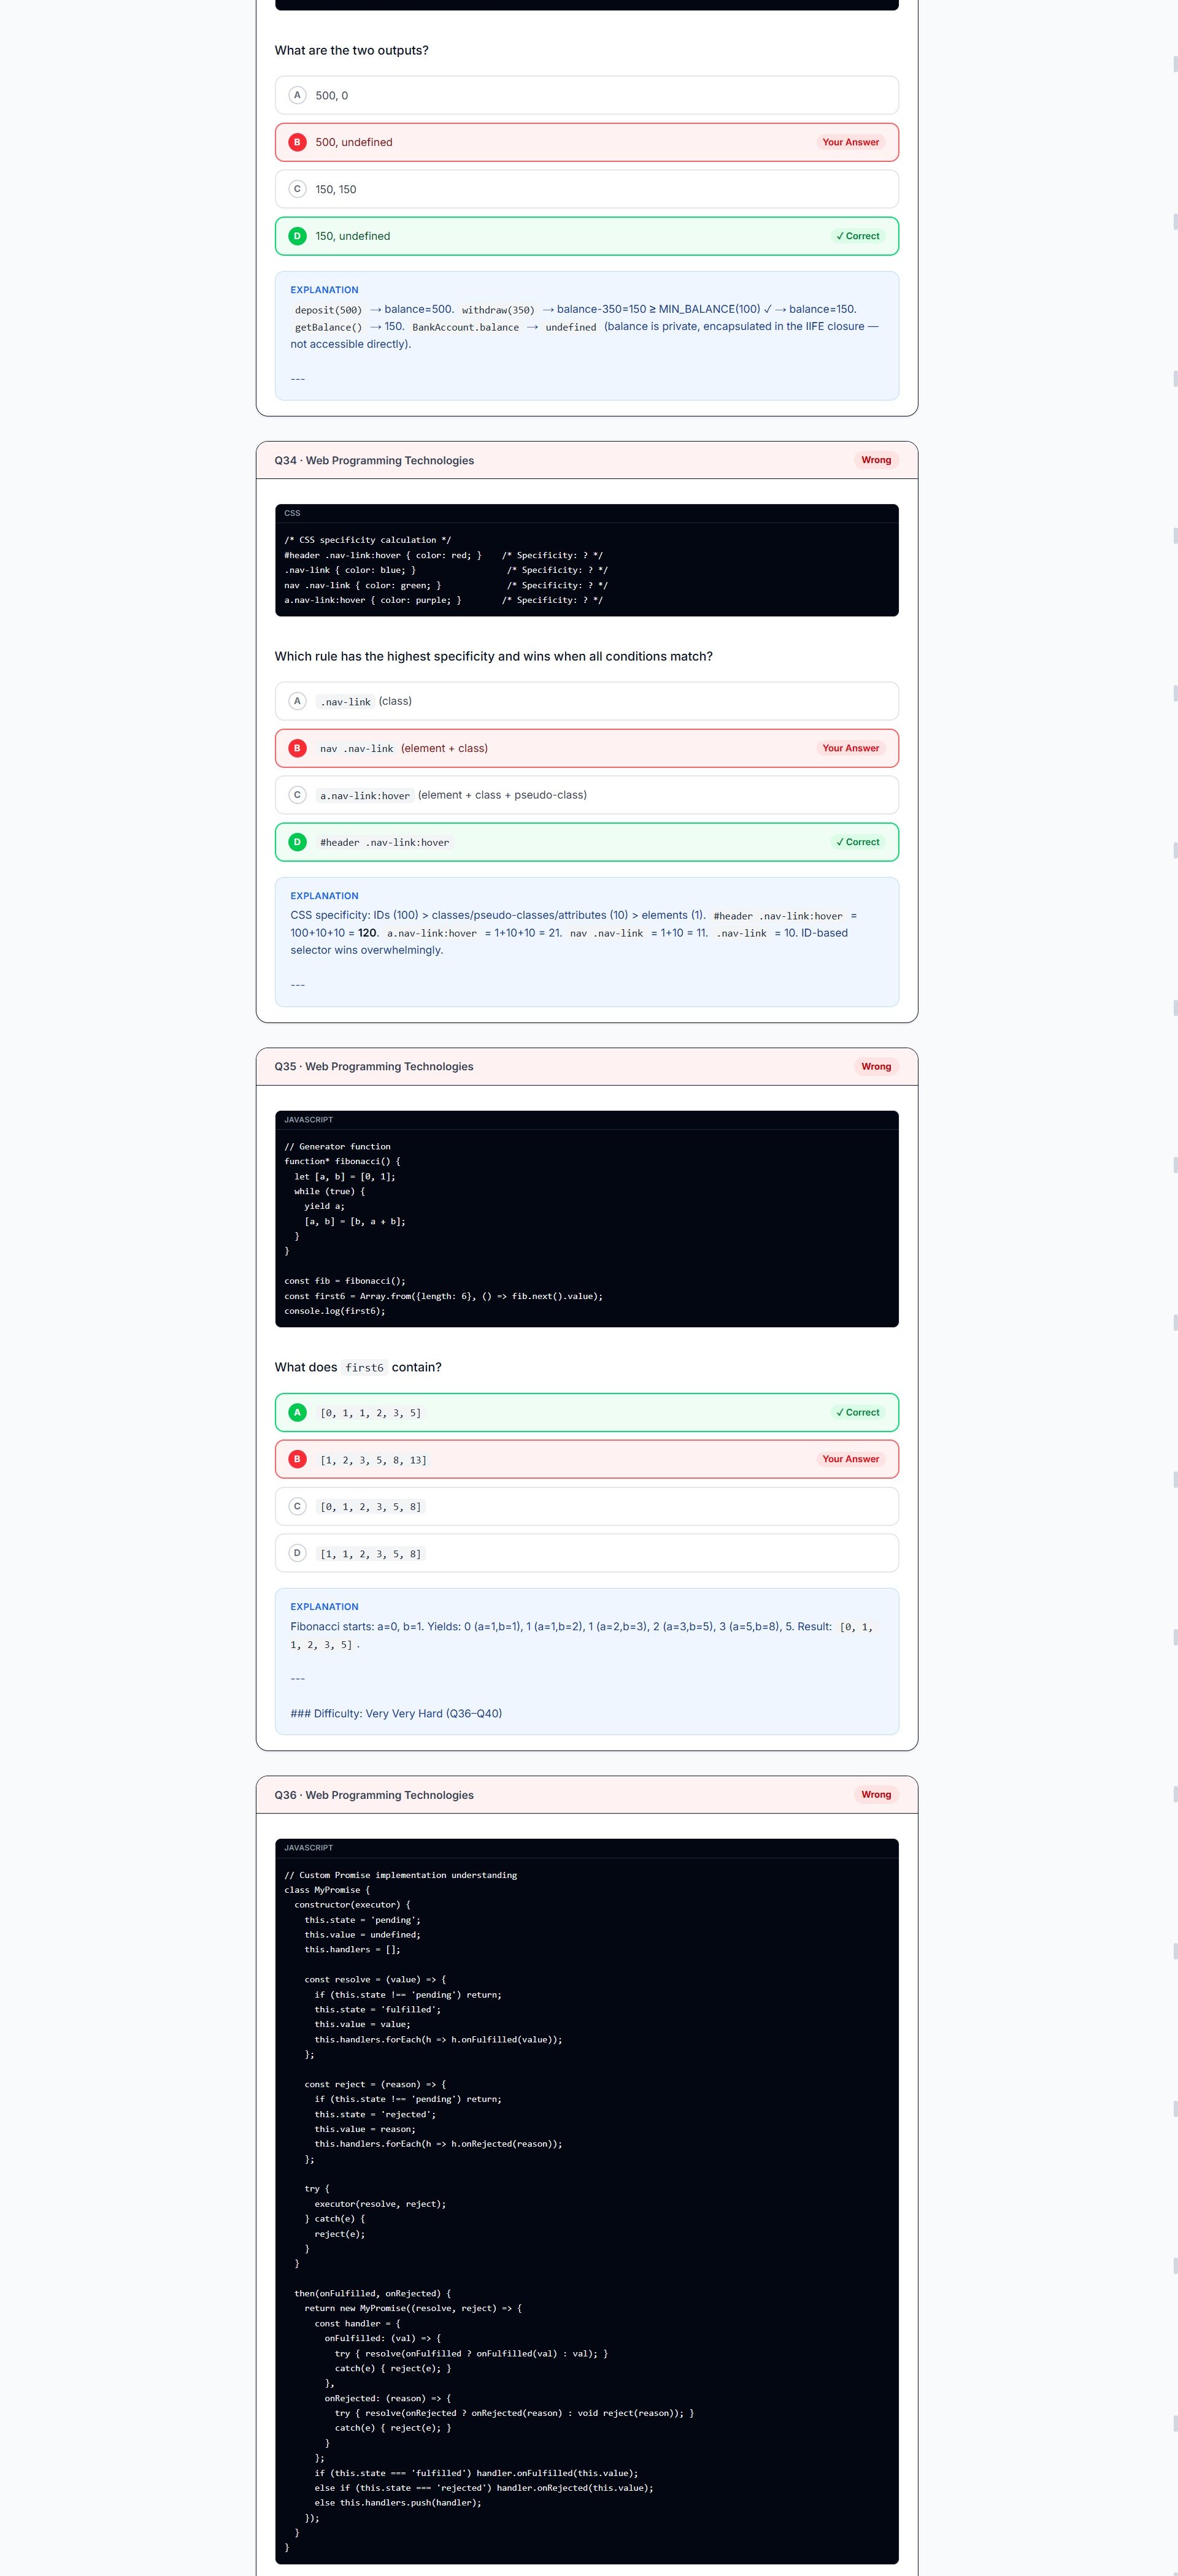 What are the two outputs?
A 500, 0
B 500, undefined Your Answer
C 150, 150
D 150, undefined ✓ Correct
EXPLANATION
deposit(500) → balance=500. withdraw(350) → balance-350=150 ≥ MIN_BALANCE(100) ✓ → balance=150.
getBalance() → 150. BankAccount.balance → undefined (balance is private, encapsulated in the IIFE closure —
not accessible directly).
---
Q34 · Web Programming Technologies Wrong
CSS
/* CSS specificity calculation */
#header .nav-link:hover { color: red; }    /* Specificity: ? */
.nav-link { color: blue; }                  /* Specificity: ? */
nav .nav-link { color: green; }             /* Specificity: ? */
a.nav-link:hover { color: purple; }        /* Specificity: ? */
Which rule has the highest specificity and wins when all conditions match?
A .nav-link (class)
B nav .nav-link (element + class) Your Answer
C a.nav-link:hover (element + class + pseudo-class)
D #header .nav-link:hover ✓ Correct
EXPLANATION
CSS specificity: IDs (100) > classes/pseudo-classes/attributes (10) > elements (1). #header .nav-link:hover =
100+10+10 = 120. a.nav-link:hover = 1+10+10 = 21. nav .nav-link = 1+10 = 11. .nav-link = 10. ID-based
selector wins overwhelmingly.
---
Q35 · Web Programming Technologies Wrong
JAVASCRIPT
// Generator function
function* fibonacci() {
  let [a, b] = [0, 1];
  while (true) {
    yield a;
    [a, b] = [b, a + b];
  }
}
const fib = fibonacci();
const first6 = Array.from({length: 6}, () => fib.next().value);
console.log(first6);
What does first6 contain?
A [0, 1, 1, 2, 3, 5] ✓ Correct
B [1, 2, 3, 5, 8, 13] Your Answer
C [0, 1, 2, 3, 5, 8]
D [1, 1, 2, 3, 5, 8]
EXPLANATION
Fibonacci starts: a=0, b=1. Yields: 0 (a=1,b=1), 1 (a=1,b=2), 1 (a=2,b=3), 2 (a=3,b=5), 3 (a=5,b=8), 5. Result: [0, 1,
1, 2, 3, 5] .
---
### Difficulty: Very Very Hard (Q36–Q40)
Q36 · Web Programming Technologies Wrong
JAVASCRIPT
// Custom Promise implementation understanding
class MyPromise {
  constructor(executor) {
    this.state = 'pending';
    this.value = undefined;
    this.handlers = [];
    const resolve = (value) => {
      if (this.state !== 'pending') return;
      this.state = 'fulfilled';
      this.value = value;
      this.handlers.forEach(h => h.onFulfilled(value));
    };
    const reject = (reason) => {
      if (this.state !== 'pending') return;
      this.state = 'rejected';
      this.value = reason;
      this.handlers.forEach(h => h.onRejected(reason));
    };
    try {
      executor(resolve, reject);
    } catch(e) {
      reject(e);
    }
  }
  then(onFulfilled, onRejected) {
    return new MyPromise((resolve, reject) => {
      const handler = {
        onFulfilled: (val) => {
          try { resolve(onFulfilled ? onFulfilled(val) : val); }
          catch(e) { reject(e); }
        },
        onRejected: (reason) => {
          try { resolve(onRejected ? onRejected(reason) : void reject(reason)); }
          catch(e) { reject(e); }
        }
      };
      if (this.state === 'fulfilled') handler.onFulfilled(this.value);
      else if (this.state === 'rejected') handler.onRejected(this.value);
      else this.handlers.push(handler);
    });
  }
}